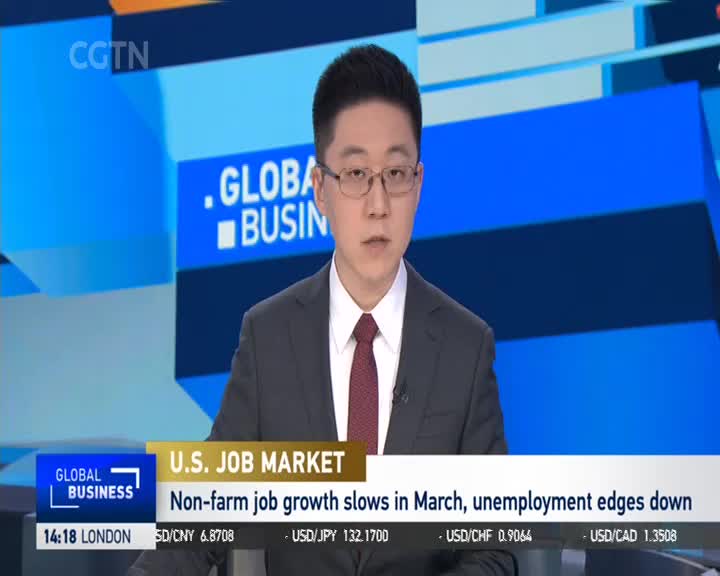 CGTN
. GLOBA
BUSIN
U.S. JOB MARKET
GLOBAL
BUSINESS
Non-farm job growth slows in March, unemployment edges down
14:18 LONDON
SD/CNY 6.8708 - USD/JPY 132.1700 - USD/CHF 0.9064 - USD/CAD 1.3508